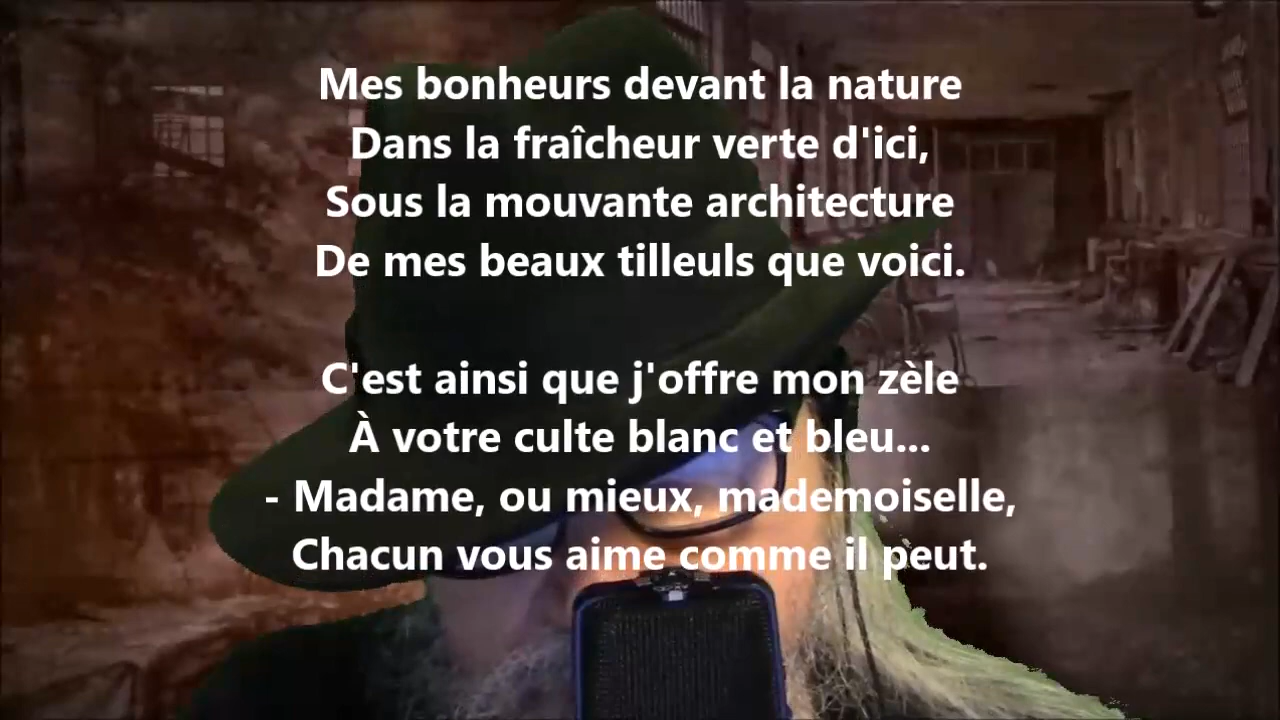 Mes bonheurs devant la nature
Dans la fraîcheur verte d'ici,
Sous la mouvante architecture
De mes beaux tilleuls que voici.
C'est ainsi que j'offre mon zèle
À votre culte blanc et bleu...
- Madame, ou mieux, mademoiselle,
Chacun vous aime comme il peut.